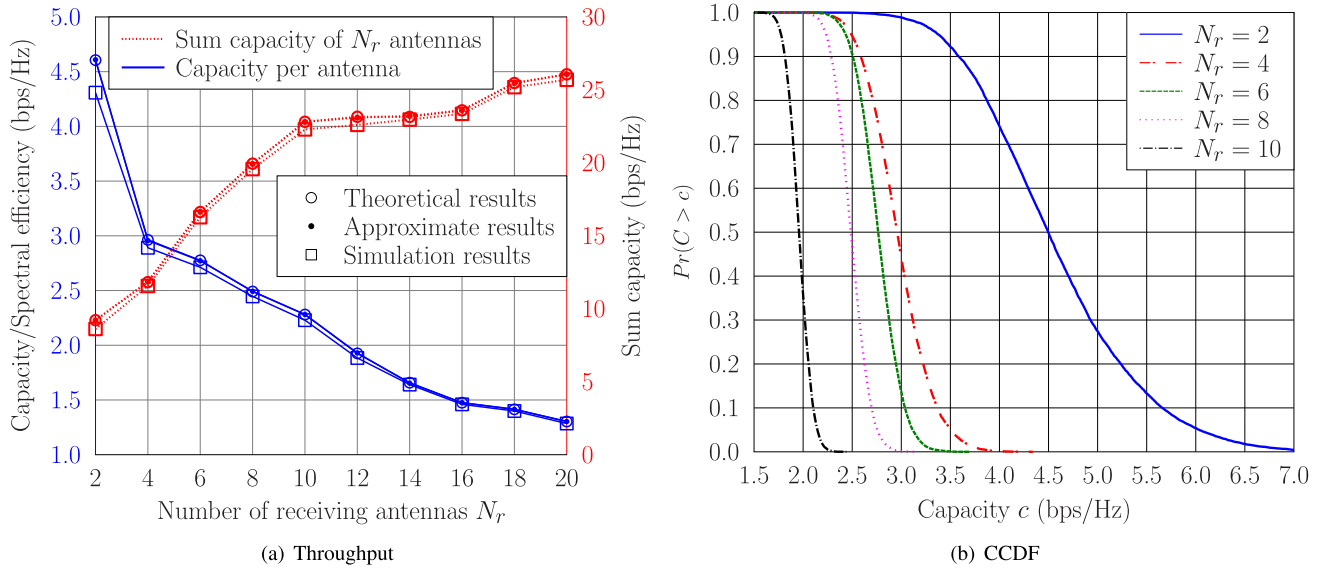 Capacity/Spectral efficiency (bps/Hz)
5.0
4.5
4.0
3.5
3.0
2.5
2.0
1.5
1.0
Sum capacity of N_r antennas
Capacity per antenna
Theoretical results
Approximate results
Simulation results
30
25
20
15
10
5
0
Sum capacity (bps/Hz)
2 4 6 8 10 12 14 16 18 20
Number of receiving antennas N_r
(a) Throughput
Pr(C > c)
1.0
0.9
0.8
0.7
0.6
0.5
0.4
0.3
0.2
0.1
0.0
N_r = 2
N_r = 4
N_r = 6
N_r = 8
N_r = 10
1.5 2.0 2.5 3.0 3.5 4.0 4.5 5.0 5.5 6.0 6.5 7.0
Capacity c (bps/Hz)
(b) CCDF